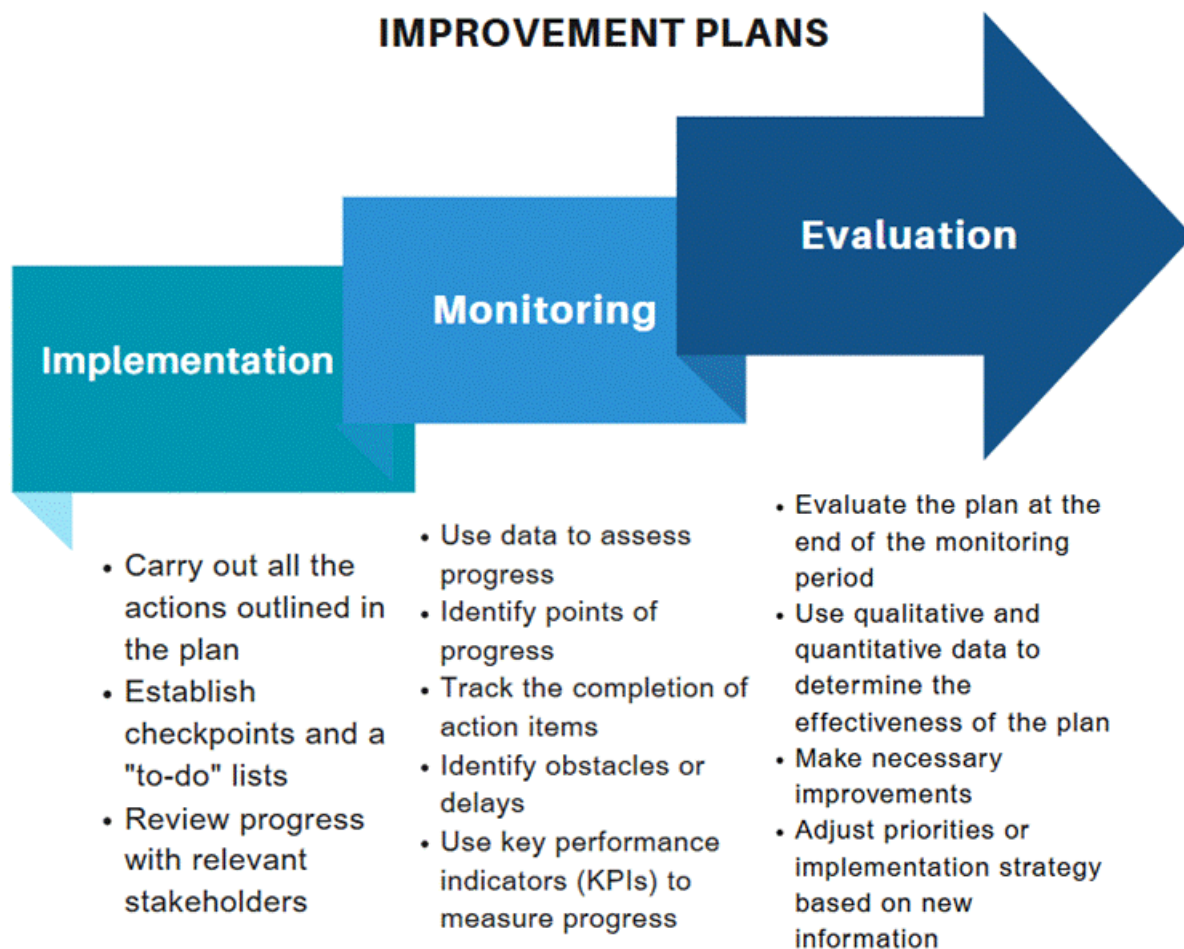 IMPROVEMENT PLANS
Implementation
Monitoring
Evaluation
• Carry out all the
actions outlined in
the plan
• Establish
checkpoints and a
"to-do" lists
• Review progress
with relevant
stakeholders
• Use data to assess
progress
• Identify points of
progress
• Track the completion of
action items
• Identify obstacles or
delays
• Use key performance
indicators (KPIs) to
measure progress
• Evaluate the plan at the
end of the monitoring
period
• Use qualitative and
quantitative data to
determine the
effectiveness of the plan
• Make necessary
improvements
• Adjust priorities or
implementation strategy
based on new
information